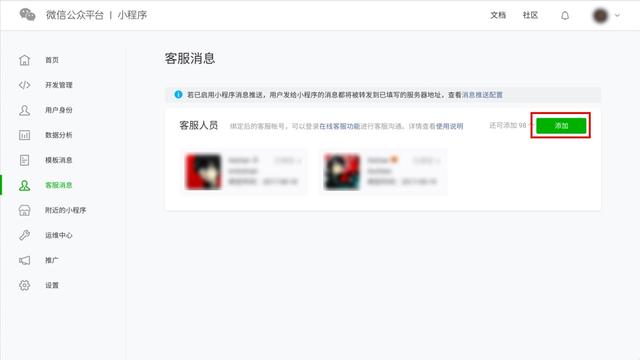 微信公众平台 | 小程序
文档
社区
首页
开发管理
用户身份
数据分析
模板消息
客服消息
附近的小程序
运维中心
推广
设置
客服消息
若已启用小程序消息推送，用户发给小程序的消息都将被转发到已填写的服务器地址，查看消息推送配置
客服人员
绑定后的客服帐号，可以登录在线客服功能进行客服沟通。详情查看使用说明
还可添加 98
添加